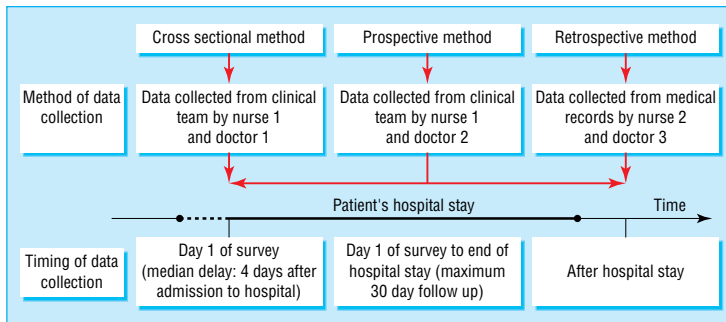 Cross sectional method
Prospective method
Retrospective method
Method of data
collection
Data collected from clinical
team by nurse 1
and doctor 1
Data collected from clinical
team by nurse 1
and doctor 2
Data collected from medical
records by nurse 2
and doctor 3
Patient's hospital stay
Time
Timing of data
collection
Day 1 of survey
(median delay: 4 days after
admission to hospital)
Day 1 of survey to end of
hospital stay (maximum
30 day follow up)
After hospital stay